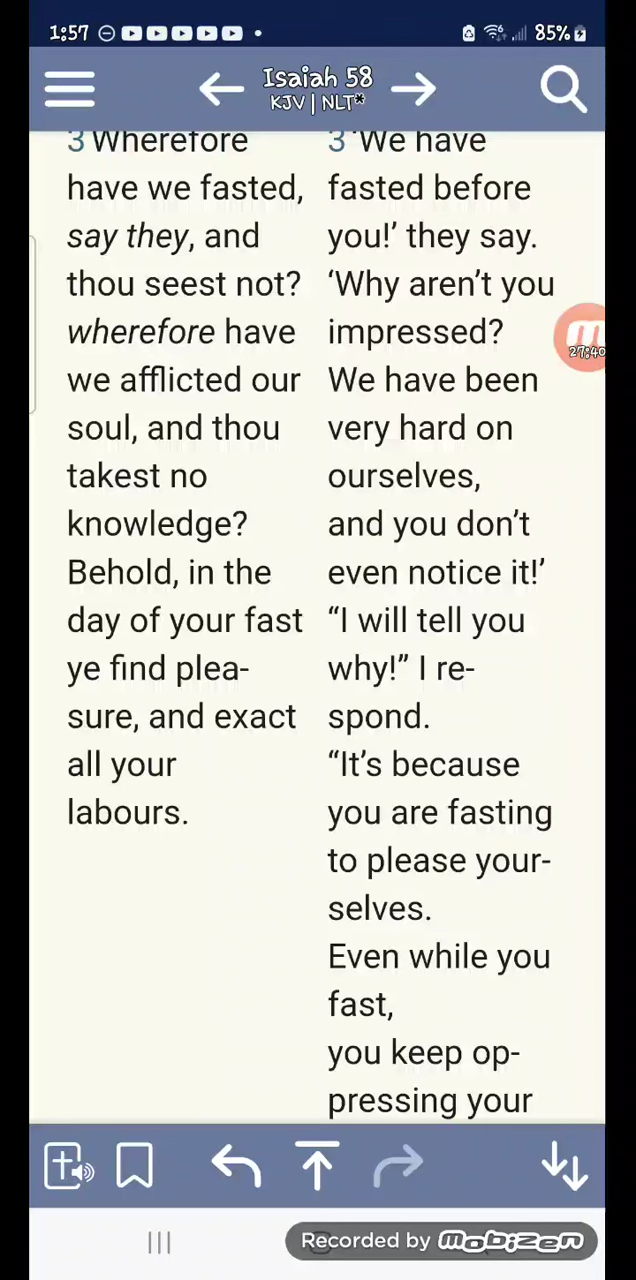 1:57
85%
Isaiah 58
KJV | NLT*
3 Wherefore
have we fasted,
say they, and
thou seest not?
wherefore have
we afflicted our
soul, and thou
takest no
knowledge?
Behold, in the
day of your fast
ye find plea-
sure, and exact
all your
labours.
3 ‘We have
fasted before
you!’ they say.
‘Why aren’t you
impressed?
We have been
very hard on
ourselves,
and you don’t
even notice it!’
“I will tell you
why!” I re-
spond.
“It’s because
you are fasting
to please your-
selves.
Even while you
fast,
you keep op-
pressing your
27:40
Recorded by mobizen